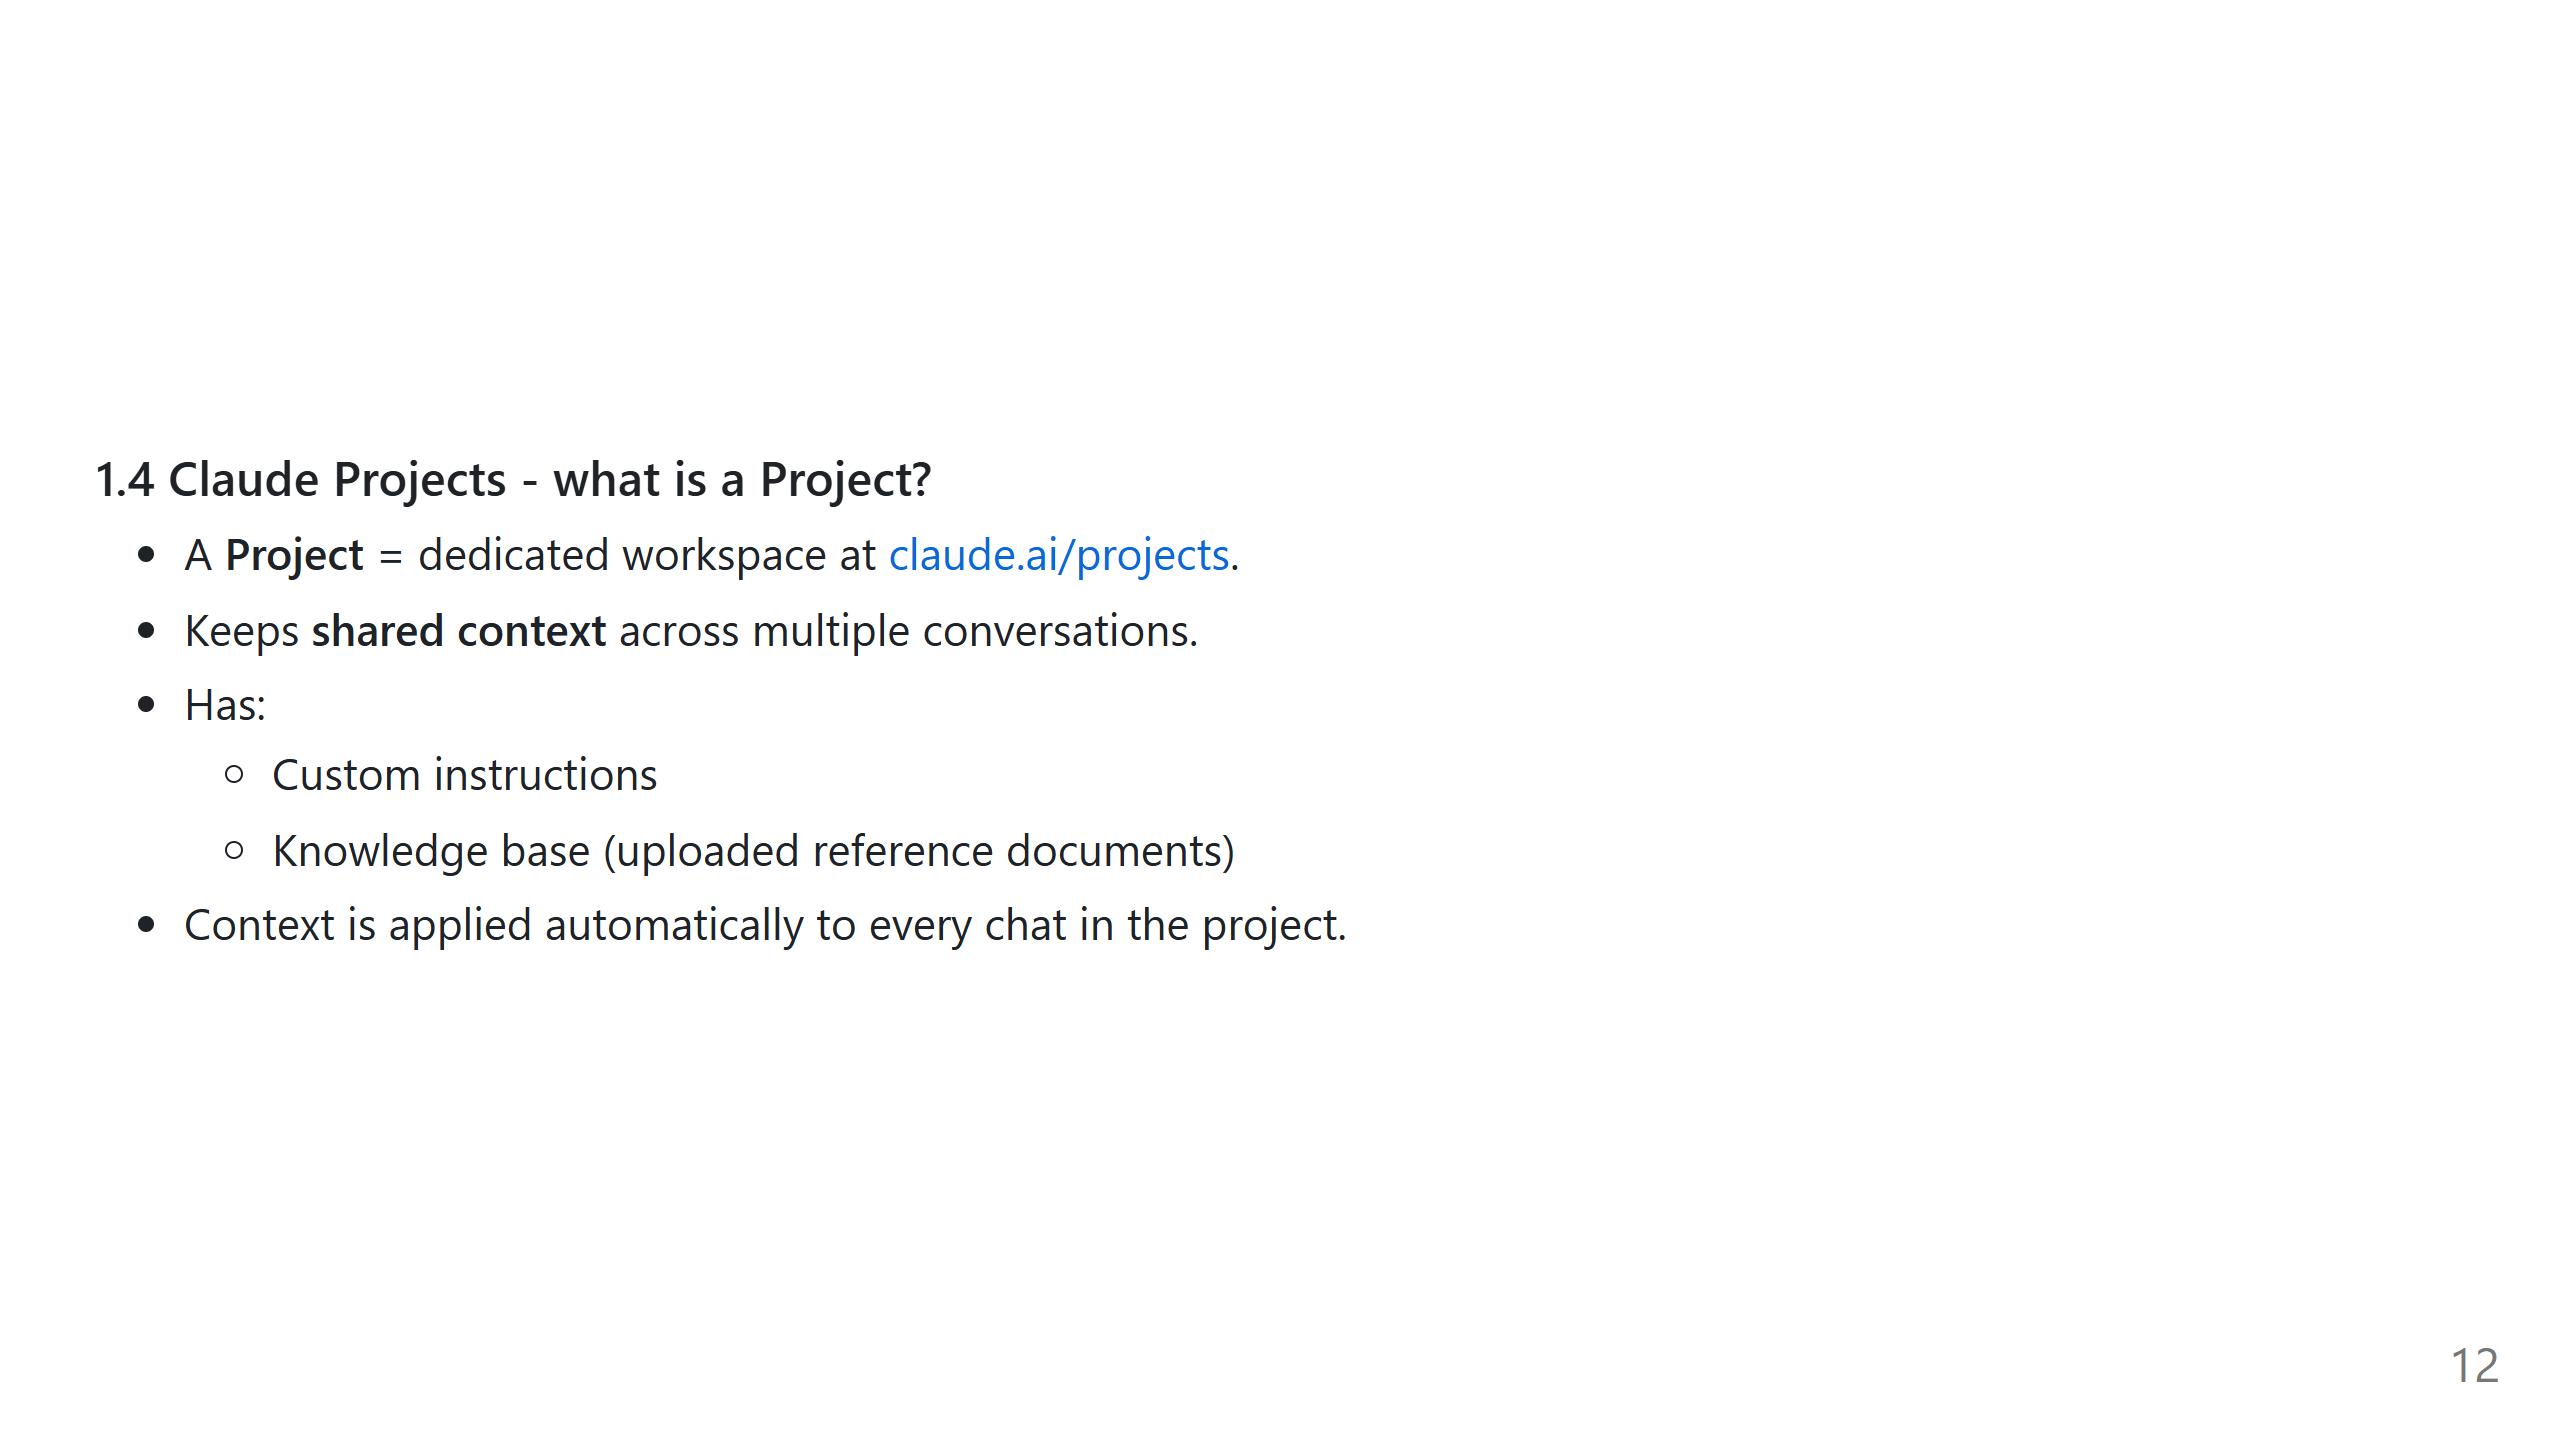 1.4 Claude Projects - what is a Project?
• A Project = dedicated workspace at claude.ai/projects.
• Keeps shared context across multiple conversations.
• Has:
○ Custom instructions
○ Knowledge base (uploaded reference documents)
• Context is applied automatically to every chat in the project.
12